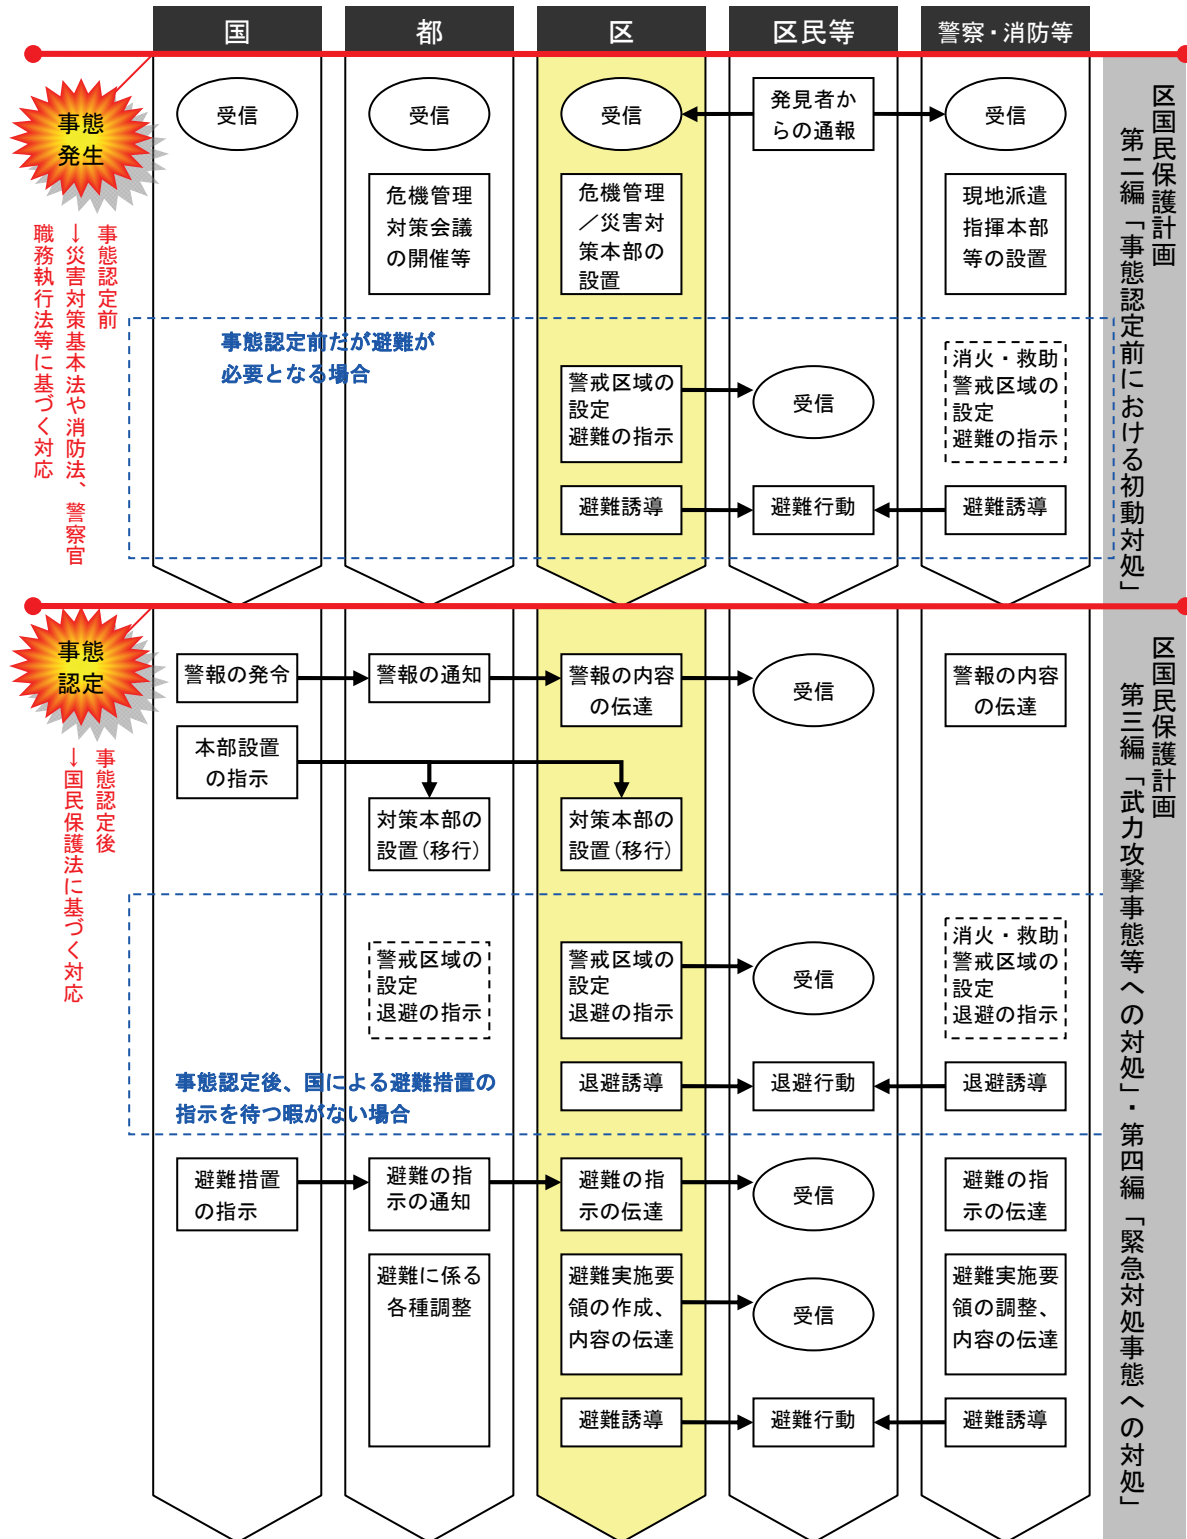 国
都
区
区民等
警察・消防等
事態
発生
受信
受信
受信
発見者か
らの通報
受信
危機管理
対策会議
の開催等
危機管理
／災害対
策本部の
設置
現地派遣
指揮本部
等の設置
事態認定前
→災害対策基本法や消防法、警察官
職務執行法等に基づく対応
事態認定前だが避難が
必要となる場合
警戒区域の
設定
避難の指示
受信
消火・救助
警戒区域の
設定
避難の指示
避難誘導
避難行動
避難誘導
区国民保護計画
第二編「事態認定前における初動対処」
事態
認定
警報の発令
警報の通知
警報の内容
の伝達
受信
警報の内容
の伝達
本部設置
の指示
対策本部の
設置(移行)
対策本部の
設置(移行)
事態認定後
→国民保護法に基づく対応
警戒区域の
設定
退避の指示
警戒区域の
設定
退避の指示
受信
消火・救助
警戒区域の
設定
退避の指示
事態認定後、国による避難措置の
指示を待つ暇がない場合
退避誘導
退避行動
退避誘導
避難措置
の指示
避難の指
示の通知
避難の指
示の伝達
受信
避難の指
示の伝達
避難に係る
各種調整
避難実施要
領の作成、
内容の伝達
受信
避難実施要
領の調整、
内容の伝達
避難誘導
避難行動
避難誘導
区国民保護計画
第三編「武力攻撃事態等への対処」・第四編「緊急対処事態への対処」